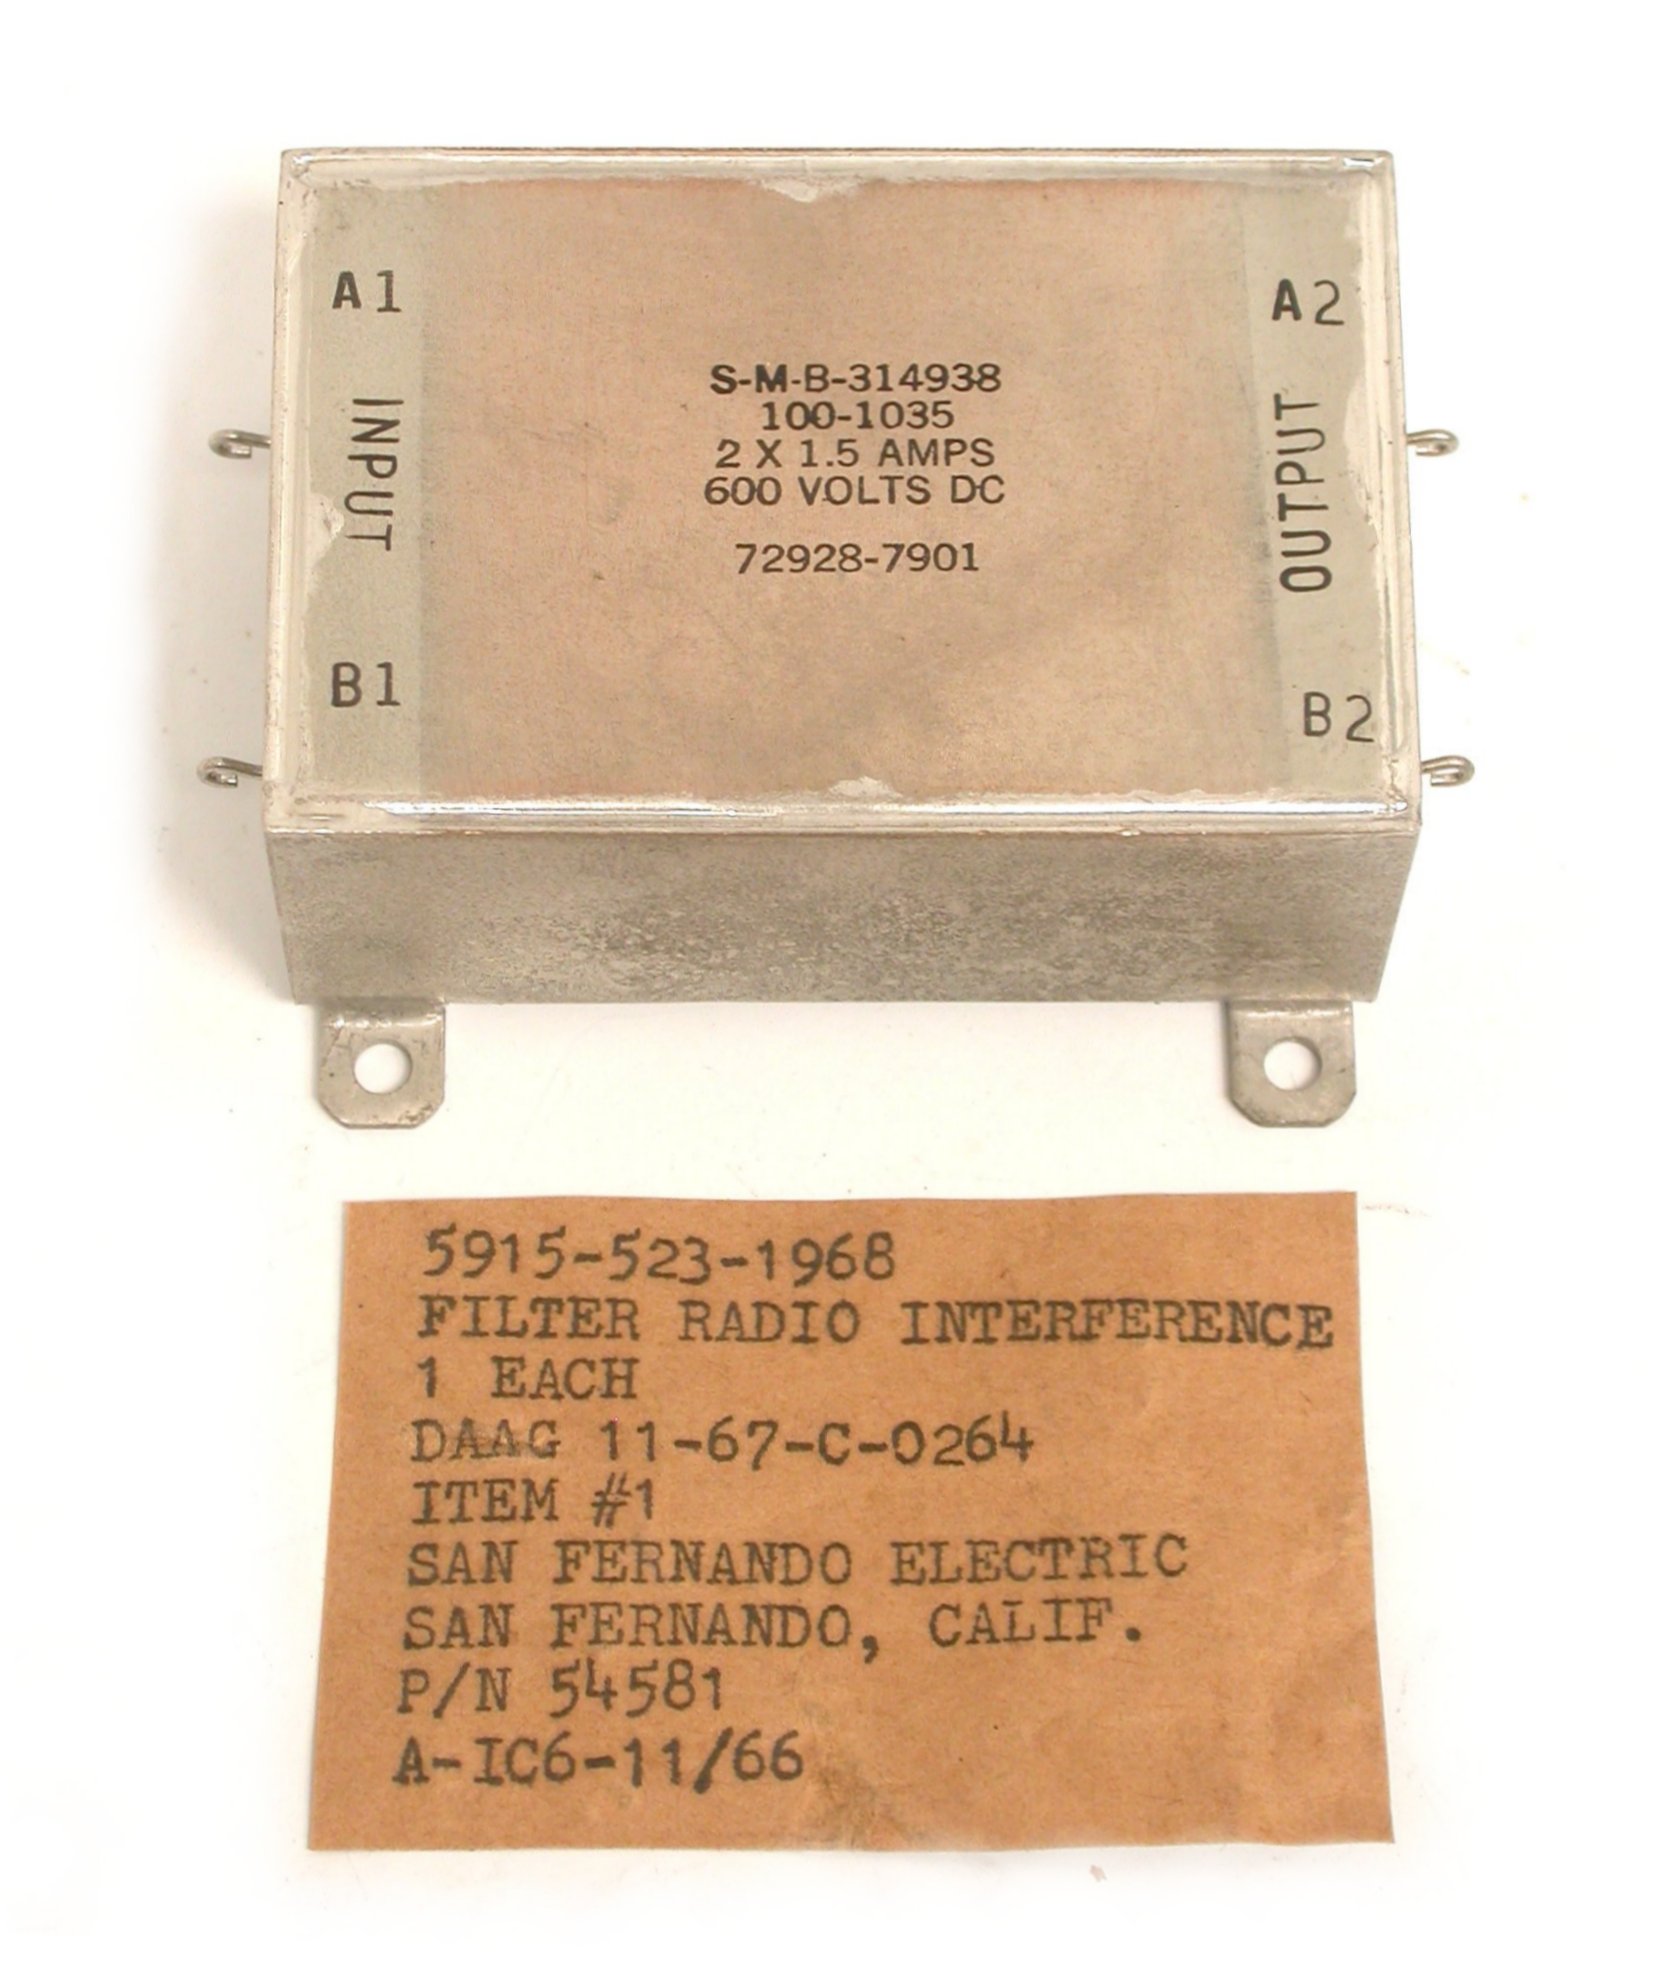 A1
A2
S-M-B-314938
100-1035
2 X 1.5 AMPS
600 VOLTS DC
72928-7901
INPUT
OUTPUT
B1
B2
5915-523-1968
FILTER RADIO INTERFERENCE
1 EACH
DAAG 11-67-C-0264
ITEM #1
SAN FERNANDO ELECTRIC
SAN FERNANDO, CALIF.
P/N 54581
A-IC6-11/66